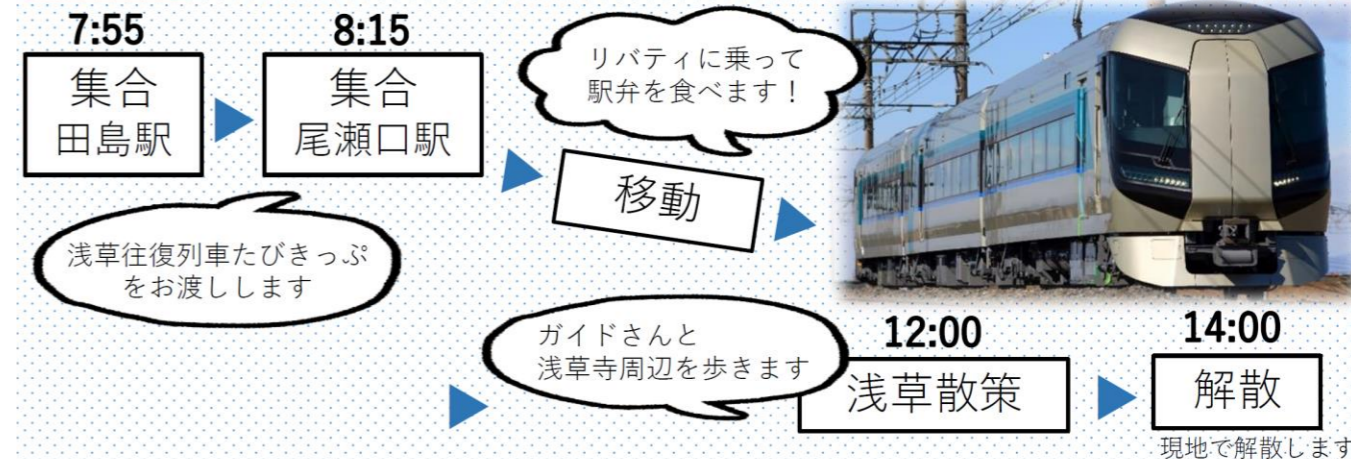 7:55
集合
田島駅
8:15
集合
尾瀬口駅
リバティに乗って
駅弁を食べます！
移動
浅草往復列車たびきっぷ
をお渡しします
ガイドさんと
浅草寺周辺を歩きます
12:00
浅草散策
14:00
解散
現地で解散します